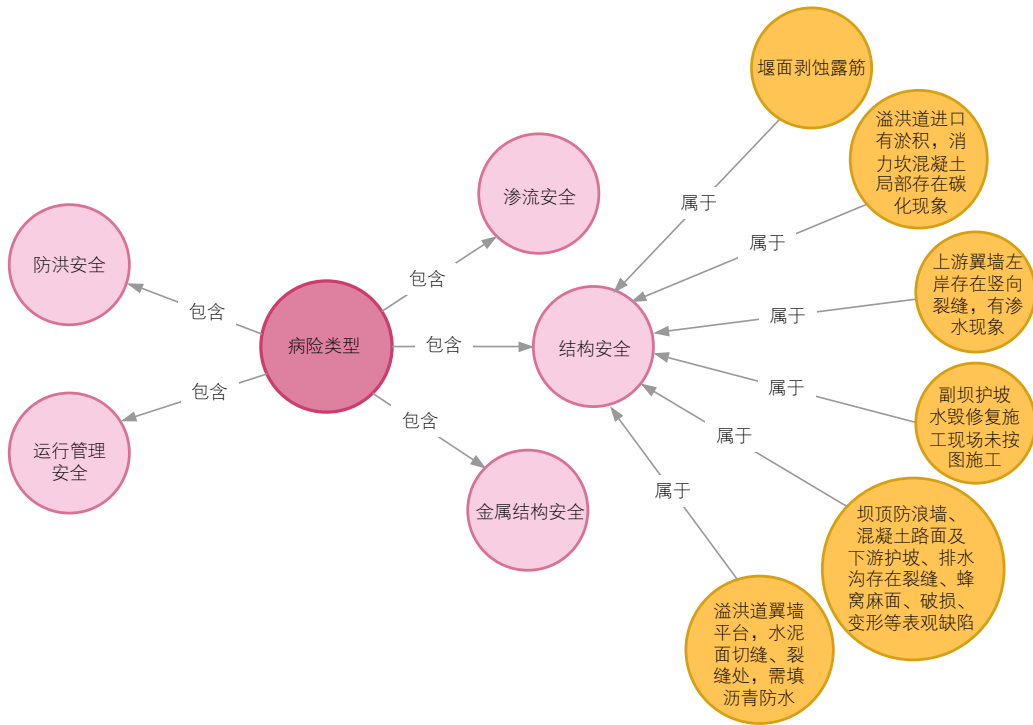 堰面剥蚀露筋
溢洪道进口
有淤积，消
力坎混凝土
局部存在碳
化现象
属于
渗流安全
属于
防洪安全
上游翼墙左
岸存在竖向
裂缝，有渗
水现象
包含
包含
属于
病险类型
包含
结构安全
包含
属于
副坝护坡
水毁修复施
工现场未按
图施工
包含
属于
运行管理
安全
属于
金属结构安全
坝顶防浪墙、
混凝土路面及
下游护坡、排水
沟存在裂缝、蜂
窝麻面、破损、
变形等表观缺陷
溢洪道翼墙
平台，水泥
面切缝、裂
缝处，需填
沥青防水